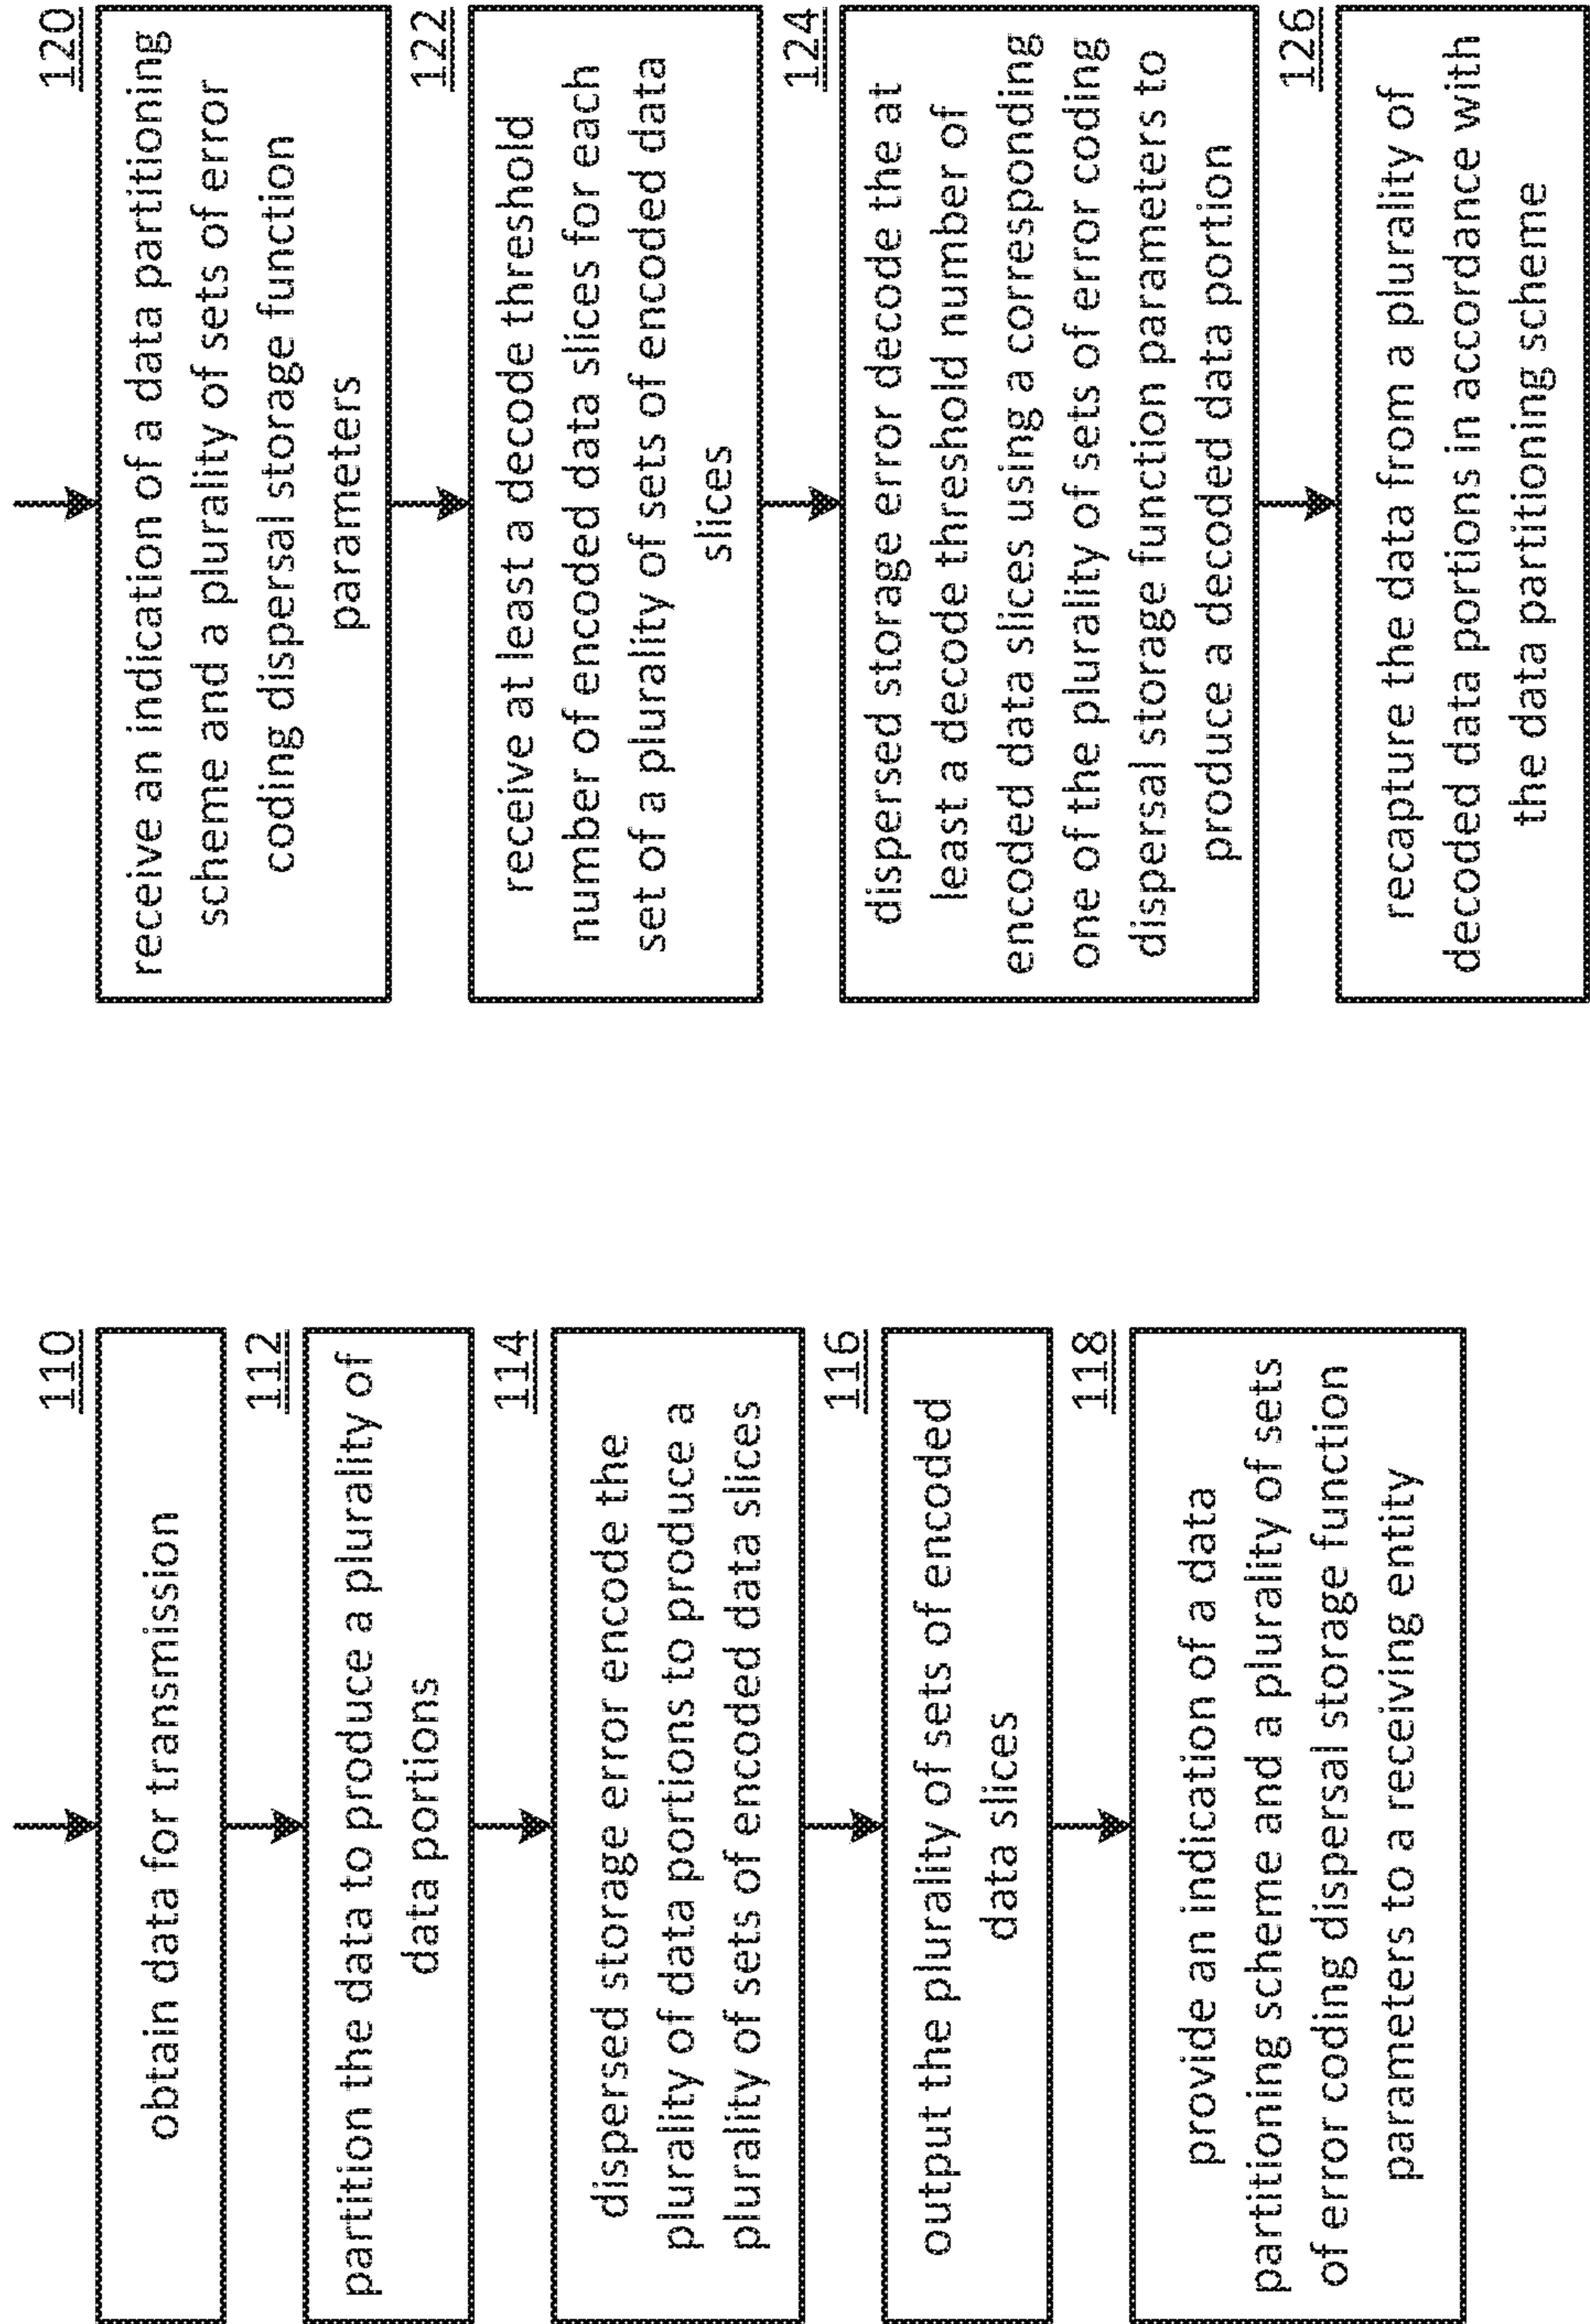 110
obtain data for transmission
112
partition the data to produce a plurality of
data portions
114
dispersed storage error encode the
plurality of data portions to produce a
plurality of sets of encoded data slices
116
output the plurality of sets of encoded
data slices
118
provide an indication of a data
partitioning scheme and a plurality of sets
of error coding dispersal storage function
parameters to a receiving entity
120
receive an indication of a data partitioning
scheme and a plurality of sets of error
coding dispersal storage function
parameters
122
receive at least a decode threshold
number of encoded data slices for each
set of a plurality of sets of encoded data
slices
124
dispersed storage error decode the at
least a decode threshold number of
encoded data slices using a corresponding
one of the plurality of sets of error coding
dispersal storage function parameters to
produce a decoded data portion
126
recapture the data from a plurality of
decoded data portions in accordance with
the data partitioning scheme